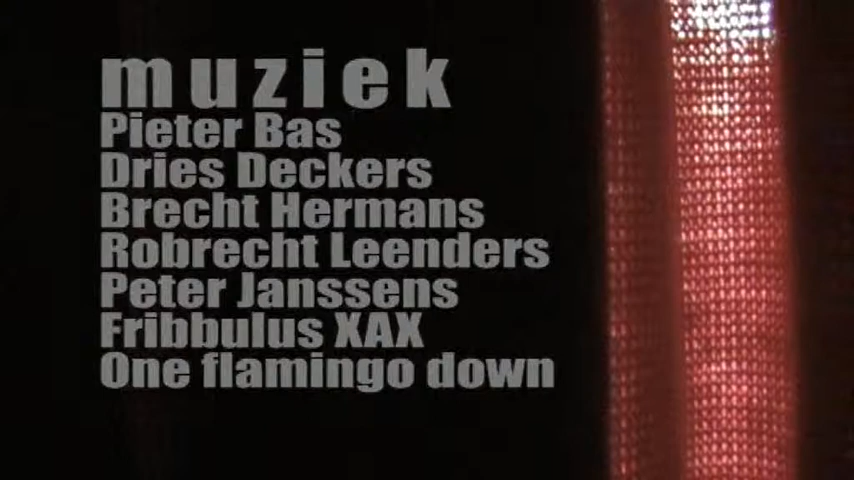 muziek
Pieter Bas
Dries Deckers
Brecht Hermans
Robrecht Leenders
Peter Janssens
Fribbulus XAX
One flamingo down